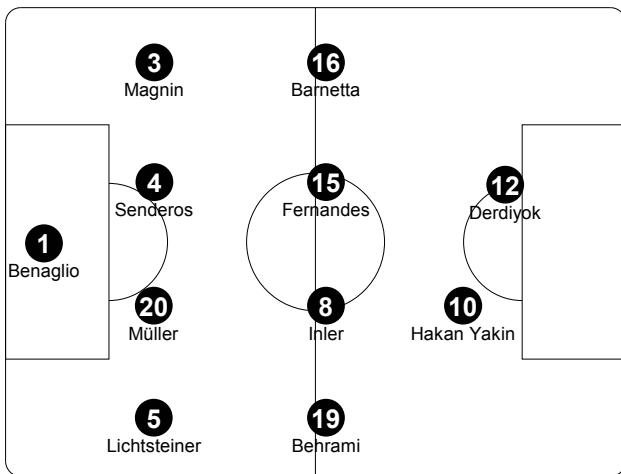 3
Magnin
16
Barnetta
4
Senderos
15
Fernandes
12
Derdiyok
1
Benaglio
20
Müller
8
Inler
10
Hakan Yakin
5
Lichtsteiner
19
Behrami